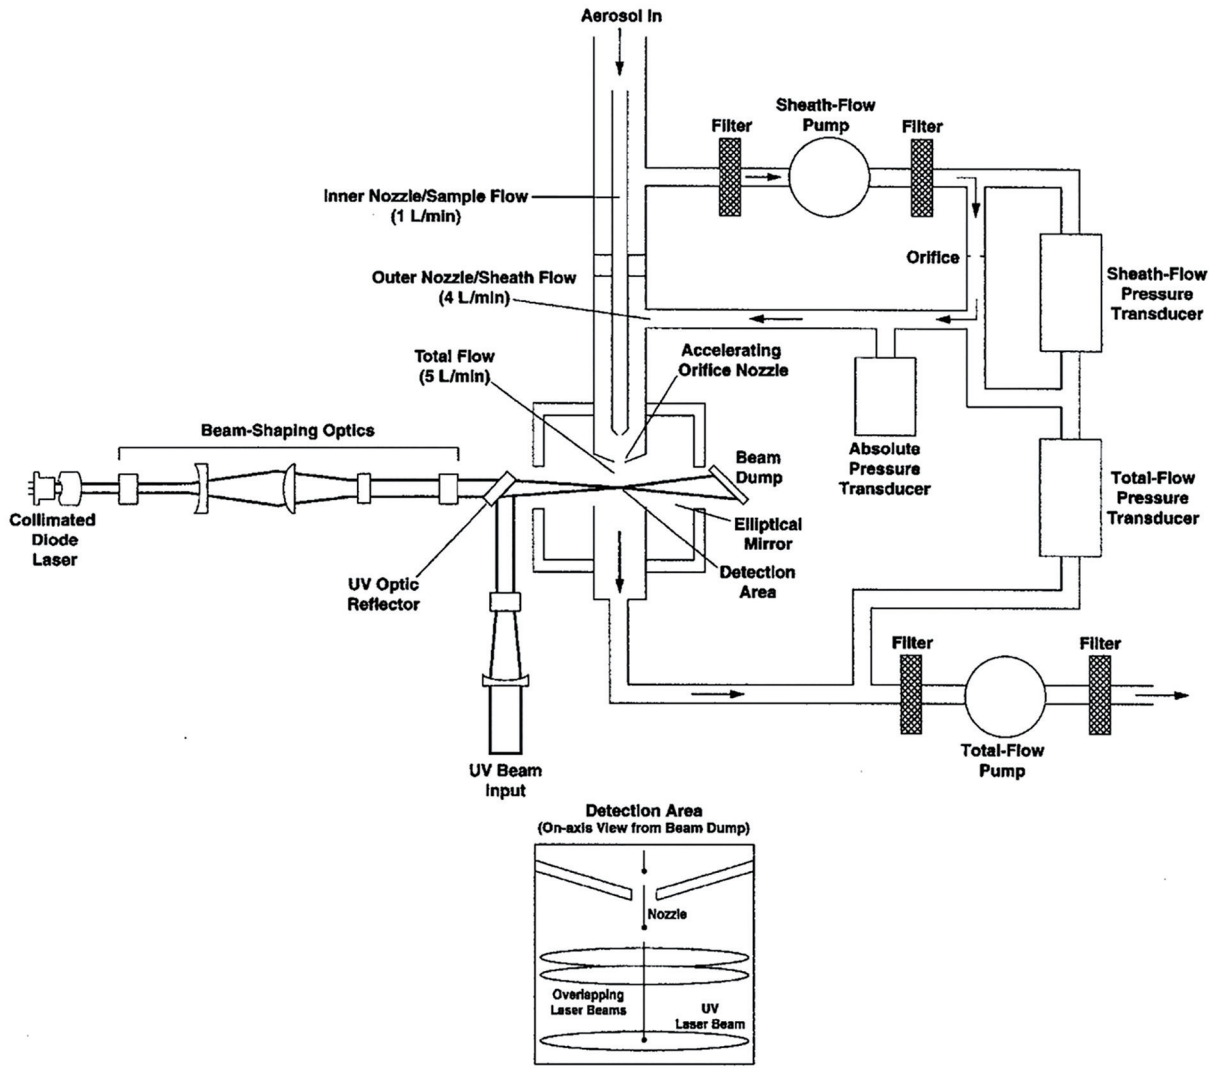 Aerosol In
Sheath-Flow
Pump
Filter
Filter
Inner Nozzle/Sample Flow
(1 L/min)
Orifice
Outer Nozzle/Sheath Flow
(4 L/min)
Sheath-Flow
Pressure
Transducer
Total Flow
(5 L/min)
Accelerating
Orifice Nozzle
Beam-Shaping Optics
Beam
Dump
Absolute
Pressure
Transducer
Total-Flow
Pressure
Transducer
Collimated
Diode
Laser
Elliptical
Mirror
UV Optic
Reflector
Detection
Area
Filter
Filter
Total-Flow
Pump
UV Beam
Input
Detection Area
(On-axis View from Beam Dump)
Nozzle
Overlapping
Laser Beams
UV
Laser Beam